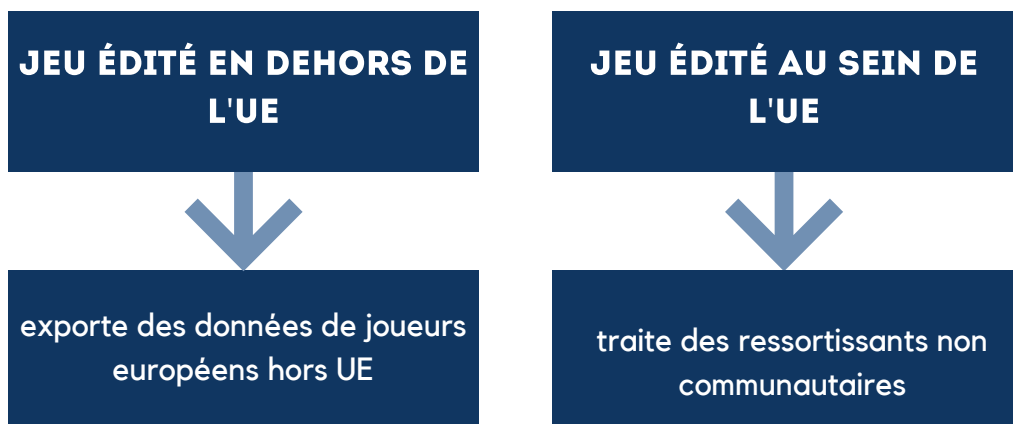 JEU ÉDITÉ EN DEHORS DE
L'UE
exporte des données de joueurs
européens hors UE
JEU ÉDITÉ AU SEIN DE
L'UE
traite des ressortissants non
communautaires